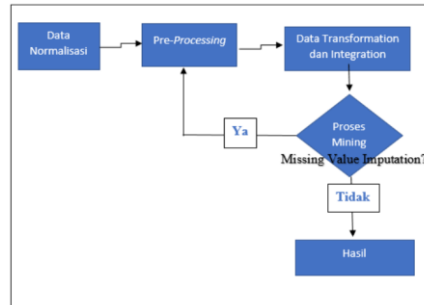 Data
Normalisasi
Pre-Processing
Data Transformation
dan Integration
Proses
Mining
Missing Value Imputation?
Ya
Tidak
Hasil